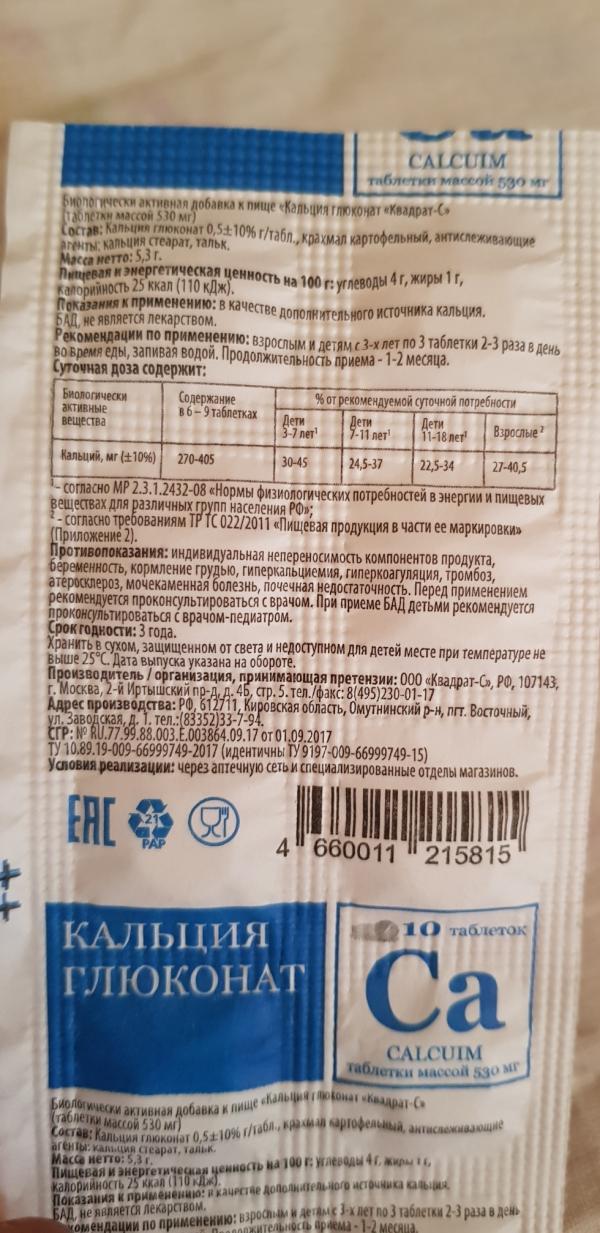 CALCUIM
таблетки массой 530 мг
Биологически активная добавка к пище «Кальция глюконат «Квадрат-С»
(таблетки массой 530 мг)
Состав: Кальция глюконат 0,5±10% г/табл., крахмал картофельный, антислеживающие
агенты: кальция стеарат, тальк.
Масса нетто: 5,3 г.
Пищевая и энергетическая ценность на 100 г: углеводы 4 г, жиры 1 г,
калорийность 25 ккал (110 кДж).
Показания к применению: в качестве дополнительного источника кальция.
БАД, не является лекарством.
Рекомендации по применению: взрослым и детям с 3-х лет по 3 таблетки 2-3 раза в день
во время еды, запивая водой. Продолжительность приема - 1-2 месяца.
Суточная доза содержит:
Биологически активные вещества
Содержание в 6 – 9 таблетках
% от рекомендуемой суточной потребности
Дети 3-7 лет¹
Дети 7-11 лет¹
Дети 11-18 лет¹
Взрослые ²
Кальций, мг (±10%) 270-405 30-45 24,5-37 22,5-34 27-40,5
¹- согласно МР 2.3.1.2432-08 «Нормы физиологических потребностей в энергии и пищевых
веществах для различных групп населения РФ»;
² - согласно требованиям ТР ТС 022/2011 «Пищевая продукция в части ее маркировки»
(Приложение 2).
Противопоказания: индивидуальная непереносимость компонентов продукта,
беременность, кормление грудью, гиперкальциемия, гиперкоагуляция, тромбоз,
атеросклероз, мочекаменная болезнь, почечная недостаточность. Перед применением
рекомендуется проконсультироваться с врачом. При приеме БАД детьми рекомендуется
проконсультироваться с врачом-педиатром.
Срок годности: 3 года.
Хранить в сухом, защищенном от света и недоступном для детей месте при температуре не
выше 25°С. Дата выпуска указана на обороте.
Производитель / организация, принимающая претензии: ООО «Квадрат-С», РФ, 107143,
г. Москва, 2-й Иртышский пр-д, д. 4Б, стр. 5. тел./факс: 8(495)230-01-17
Адрес производства: РФ, 612711, Кировская область, Омутнинский р-н, пгт. Восточный,
ул. Заводская, д. 1. тел.:(83352)33-7-94.
СГР: № RU.77.99.88.003.Е.003864.09.17 от 01.09.2017
ТУ 10.89.19-009-66999749-2017 (идентичны ТУ 9197-009-66999749-15)
Условия реализации: через аптечную сеть и специализированные отделы магазинов.
EAC
21
PAP
4 660011 215815
КАЛЬЦИЯ
ГЛЮКОНАТ
10 таблеток
Ca
CALCUIM
таблетки массой 530 мг
Биологически активная добавка к пище «Кальция глюконат «Квадрат-С»
(таблетки массой 530 мг)
Состав: Кальция глюконат 0,5±10% г/табл., крахмал картофельный, антислеживающие
агенты: кальция стеарат, тальк.
Масса нетто: 5,3 г.
Пищевая и энергетическая ценность на 100 г: углеводы 4 г, жиры 1 г,
калорийность 25 ккал (110 кДж).
Показания к применению: в качестве дополнительного источника кальция.
БАД, не является лекарством.
комендации по применению: взрослым и детям с 3-х лет по 3 таблетки 2-3 раза в день
приема - 1-2 месяца.